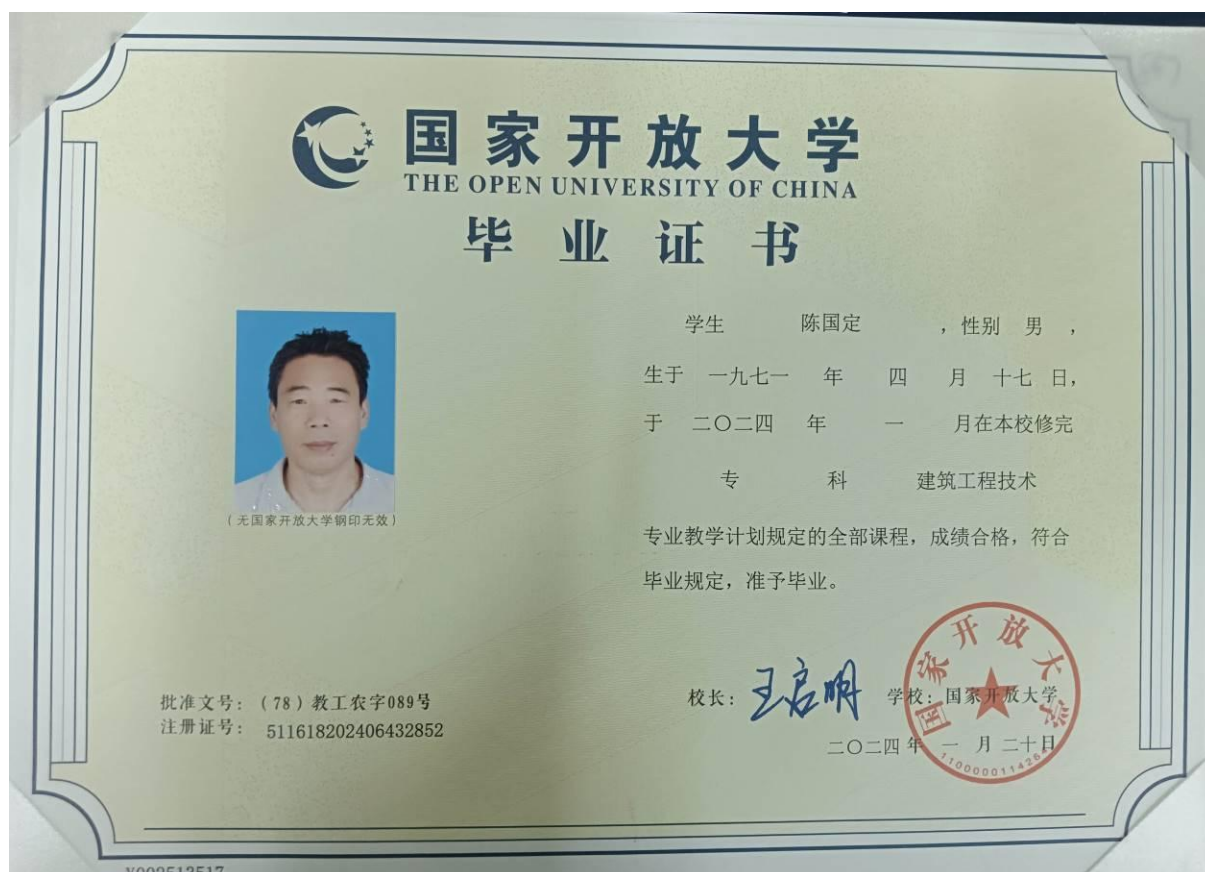 国家开放大学
THE OPEN UNIVERSITY OF CHINA
毕业证书
学生 陈国定 ,性别 男 ,
生于 一九七一 年 四 月 十七 日,
于 二〇二四 年 一 月在本校修完
专 科 建筑工程技术
专业教学计划规定的全部课程，成绩合格，符合
毕业规定，准予毕业。
(无国家开放大学钢印无效)
批准文号：(78)教工农字089号
注册证号： 511618202406432852
校长：王启明 学校：国家开放大学
二〇二四 年 一 月 二十日
国家开放大学